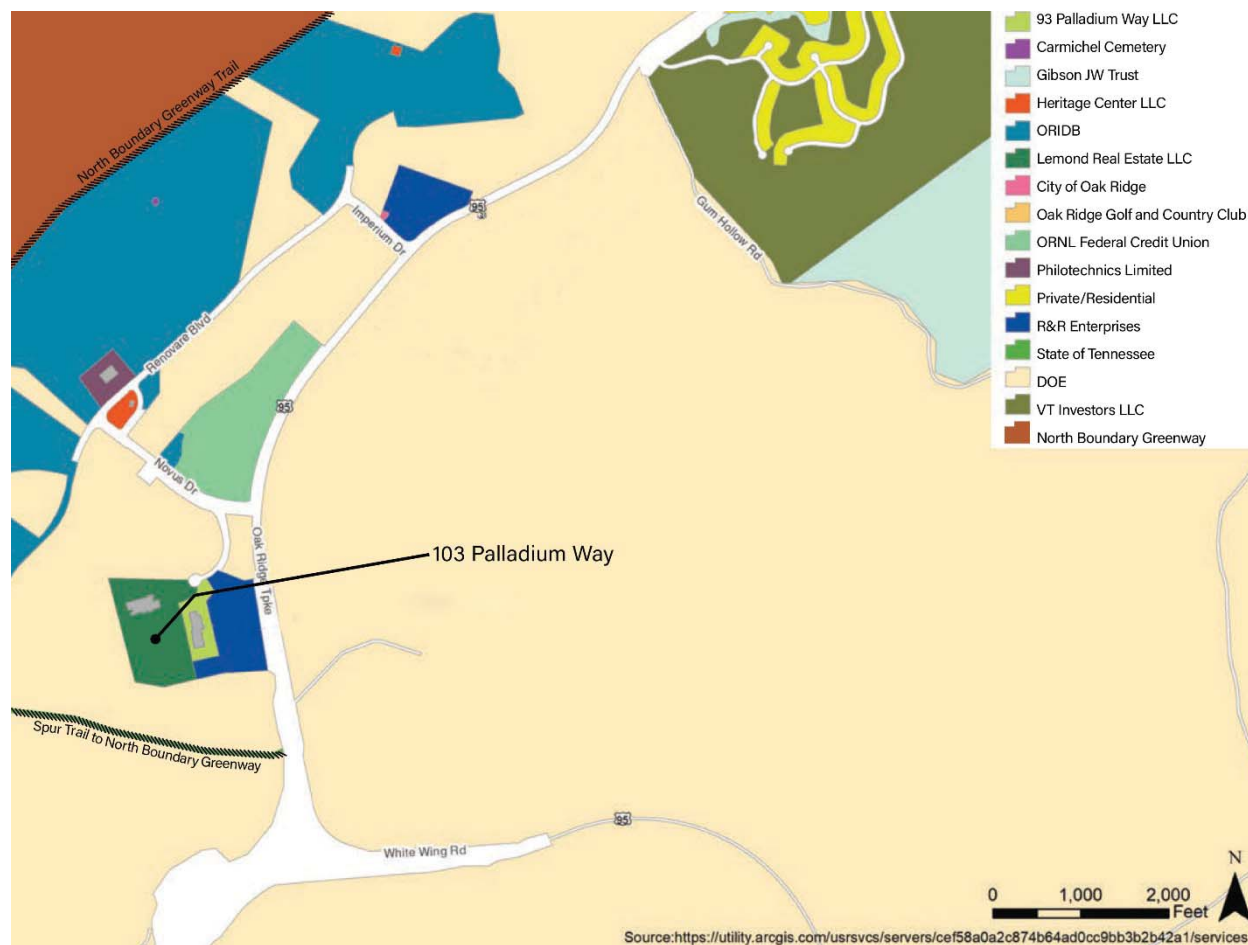 93 Palladium Way LLC
Carmichel Cemetery
Gibson JW Trust
Heritage Center LLC
ORIDB
Lemond Real Estate LLC
City of Oak Ridge
Oak Ridge Golf and Country Club
ORNL Federal Credit Union
Philotechnics Limited
Private/Residential
R&R Enterprises
State of Tennessee
DOE
VT Investors LLC
North Boundary Greenway
North Boundary Greenway Trail
Imperium Dr
95
Gum Hollow Rd
Renovare Blvd
95
Novus Dr
Oak Ridge Tpke
103 Palladium Way
Spur Trail to North Boundary Greenway
95
White Wing Rd
N
0 1,000 2,000
Feet
Source:https://utility.arcgis.com/usrsvcs/servers/cef58a0a2c874b64ad0cc9bb3b2b42a1/services